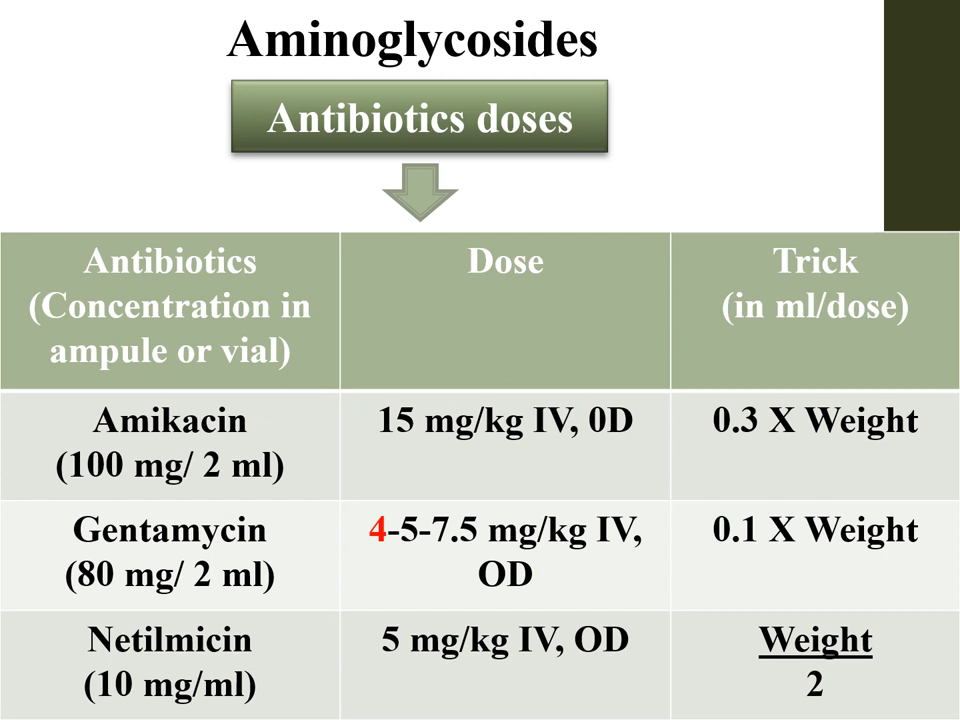 Aminoglycosides
Antibiotics doses
Antibiotics
(Concentration in
ampule or vial)
Dose
Trick
(in ml/dose)
Amikacin
(100 mg/ 2 ml)
15 mg/kg IV, 0D
0.3 X Weight
Gentamycin
(80 mg/ 2 ml)
4-5-7.5 mg/kg IV,
OD
0.1 X Weight
Netilmicin
(10 mg/ml)
5 mg/kg IV, OD
Weight
2